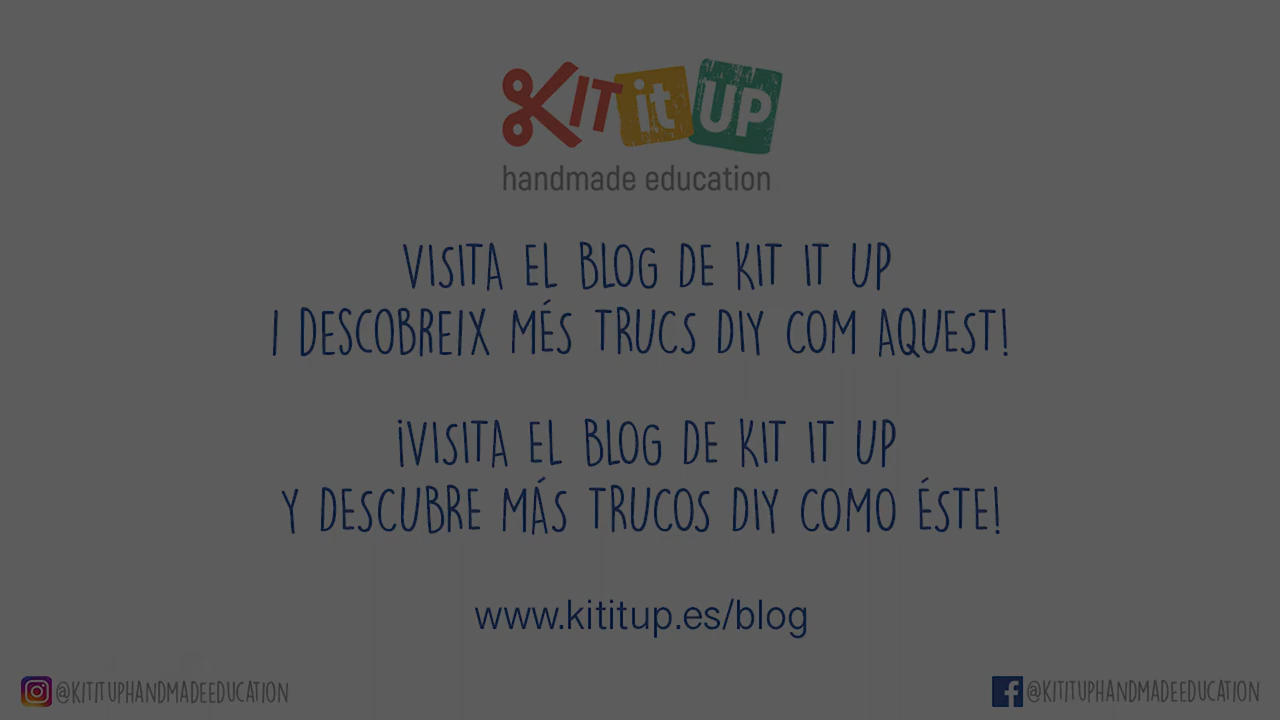 KIT it UP
handmade education
VISITA EL BLOG DE KIT IT UP
I DESCOBREIX MÉS TRUCS DIY COM AQUEST!
¡VISITA EL BLOG DE KIT IT UP
Y DESCUBRE MÁS TRUCOS DIY COMO ÉSTE!
www.kititup.es/blog
@KITITUPHANDMADEEDUCATION
@KITITUPHANDMADEEDUCATION